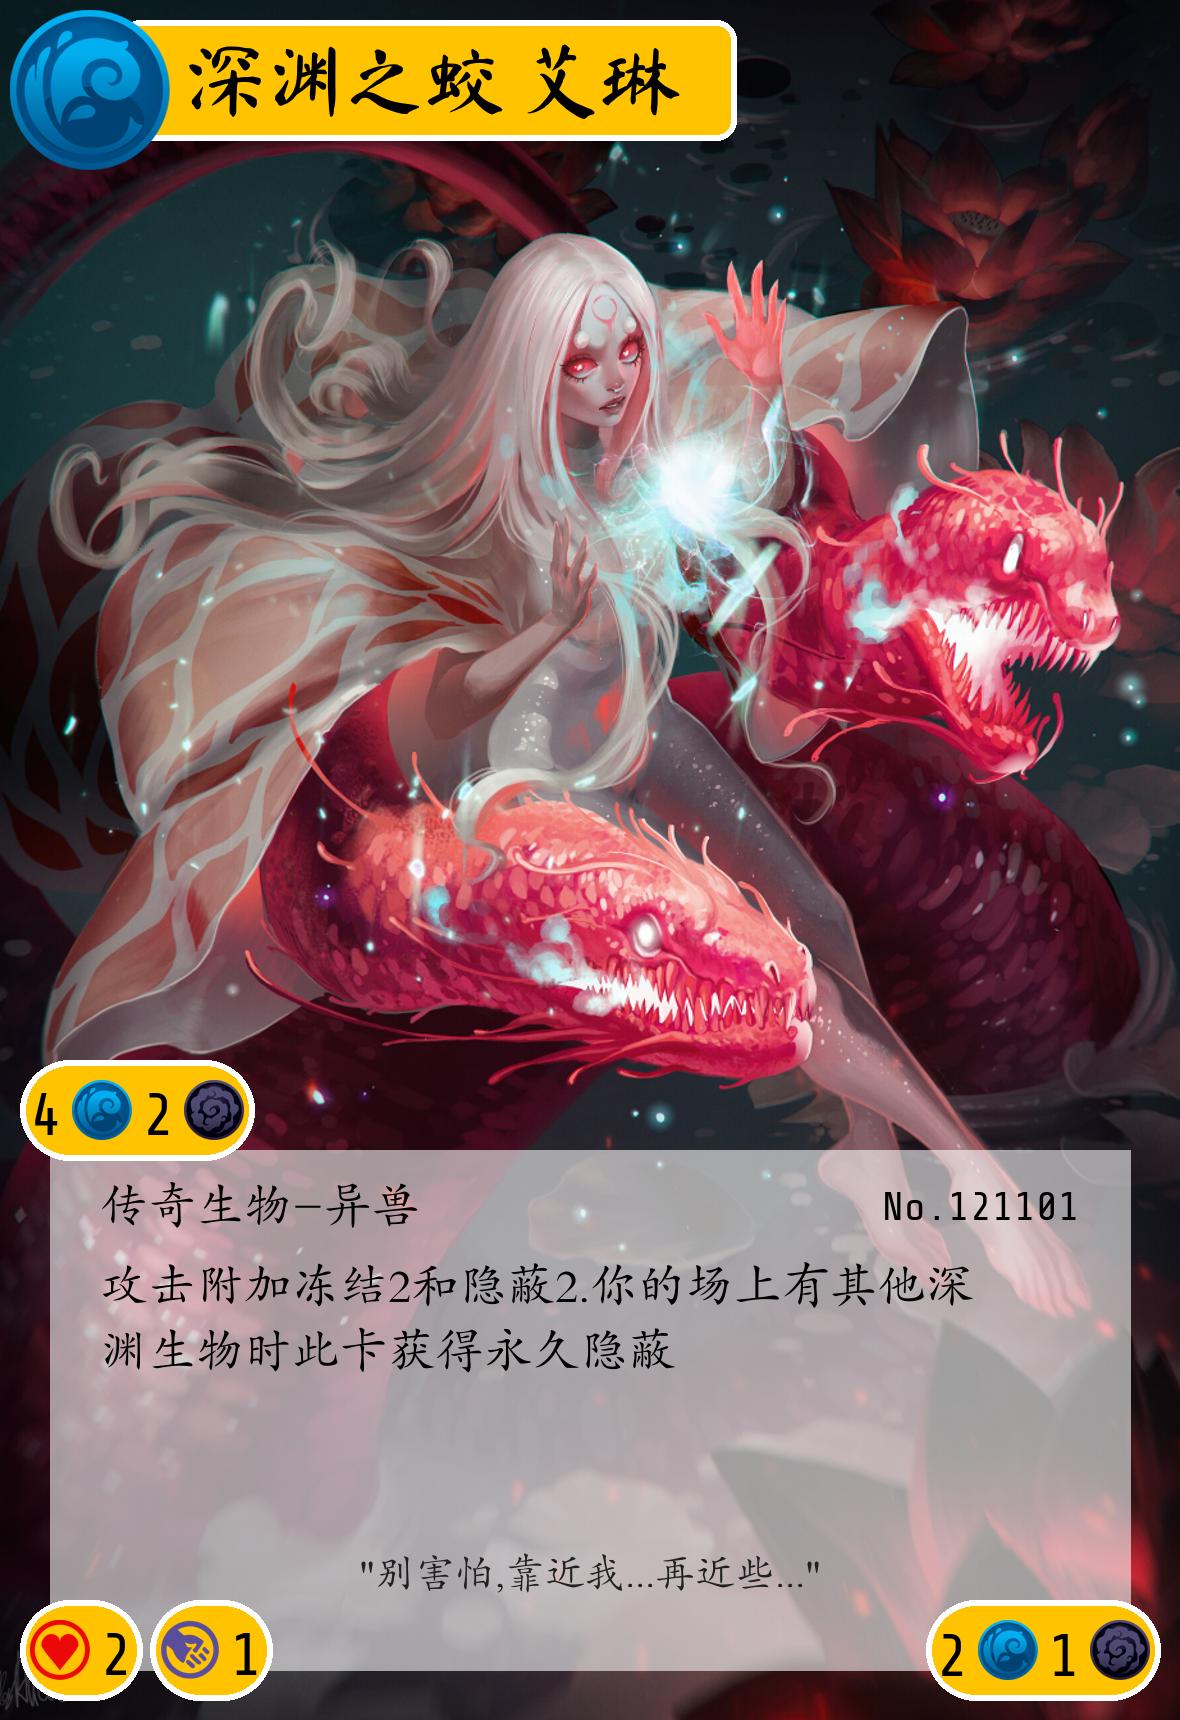 深渊之蛟 艾琳
4 2
传奇生物-异兽 No.121101
攻击附加冻结2和隐蔽2.你的场上有其他深
渊生物时此卡获得永久隐蔽
"别害怕,靠近我...再近些..."
2 1 2 1